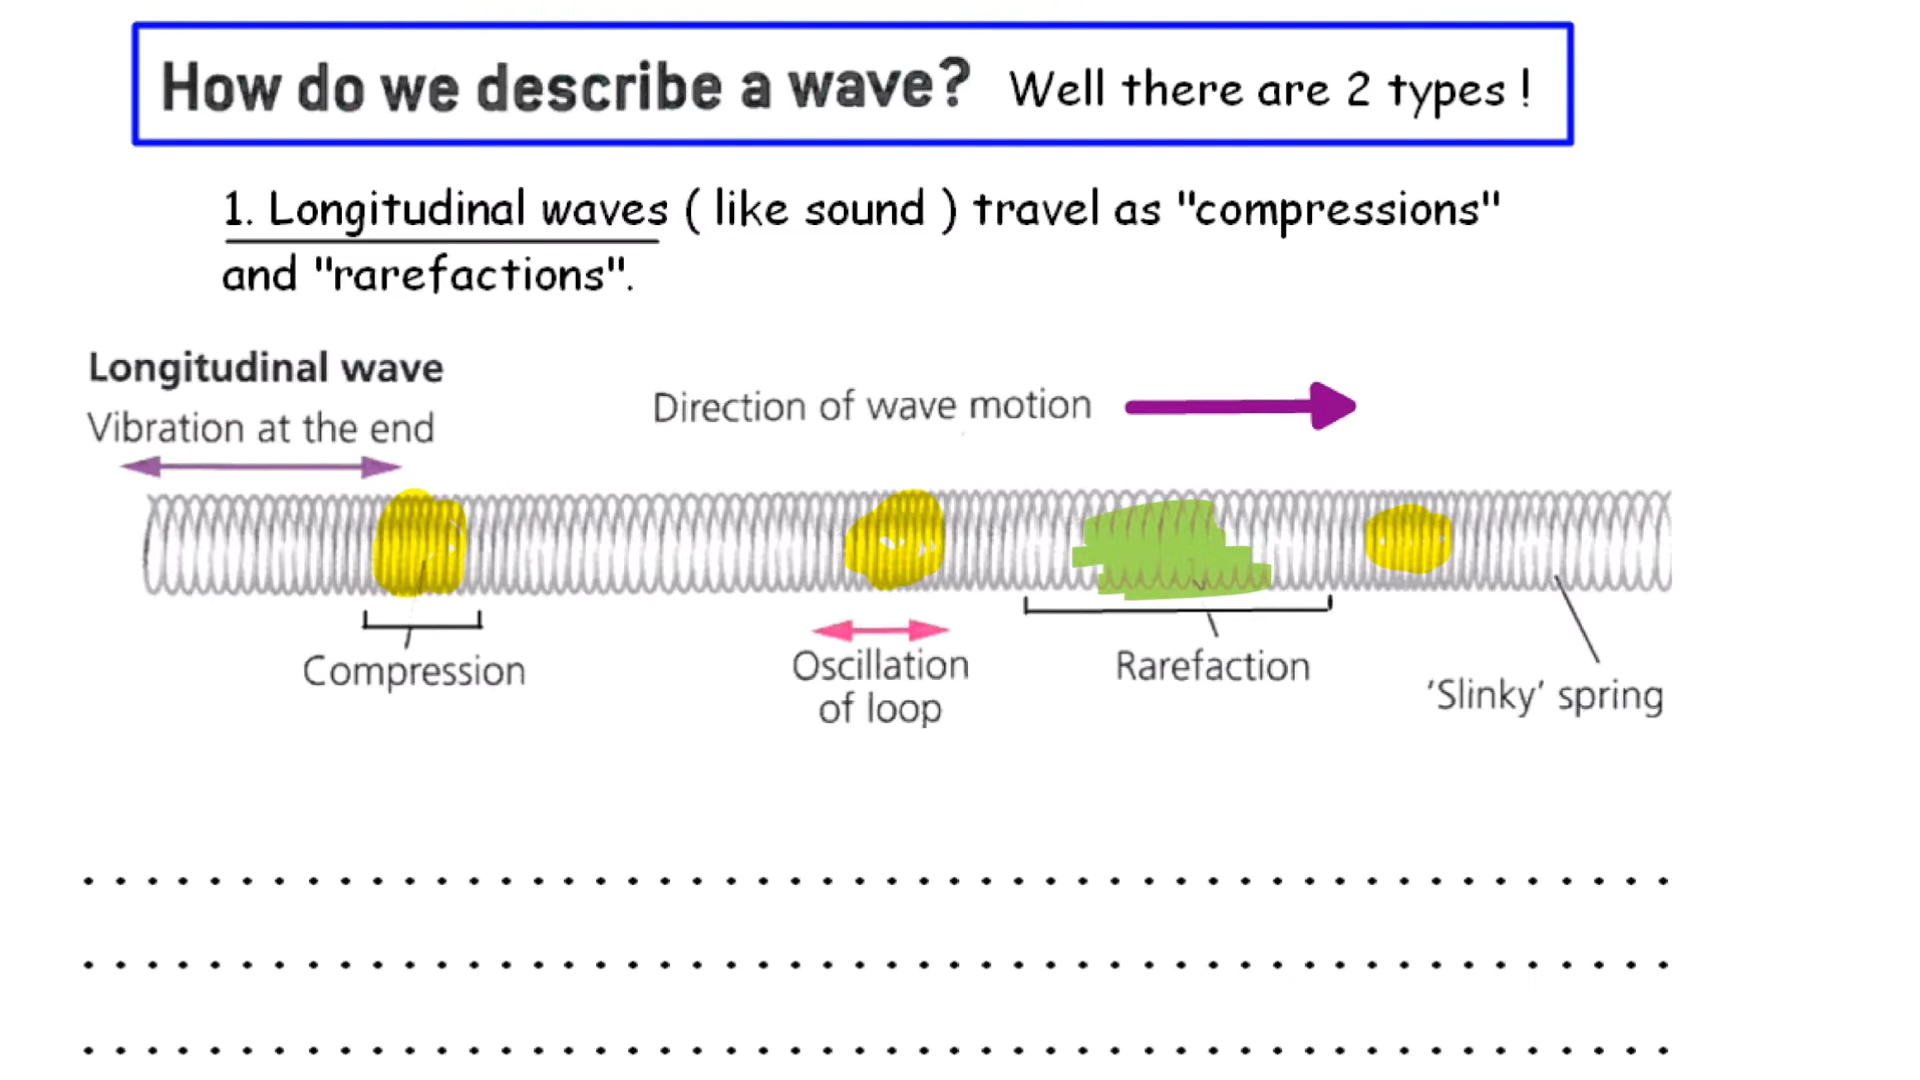 How do we describe a wave? Well there are 2 types !
1. Longitudinal waves ( like sound ) travel as "compressions"
and "rarefactions".
Longitudinal wave
Vibration at the end
Direction of wave motion
Compression
Oscillation
of loop
Rarefaction
'Slinky' spring